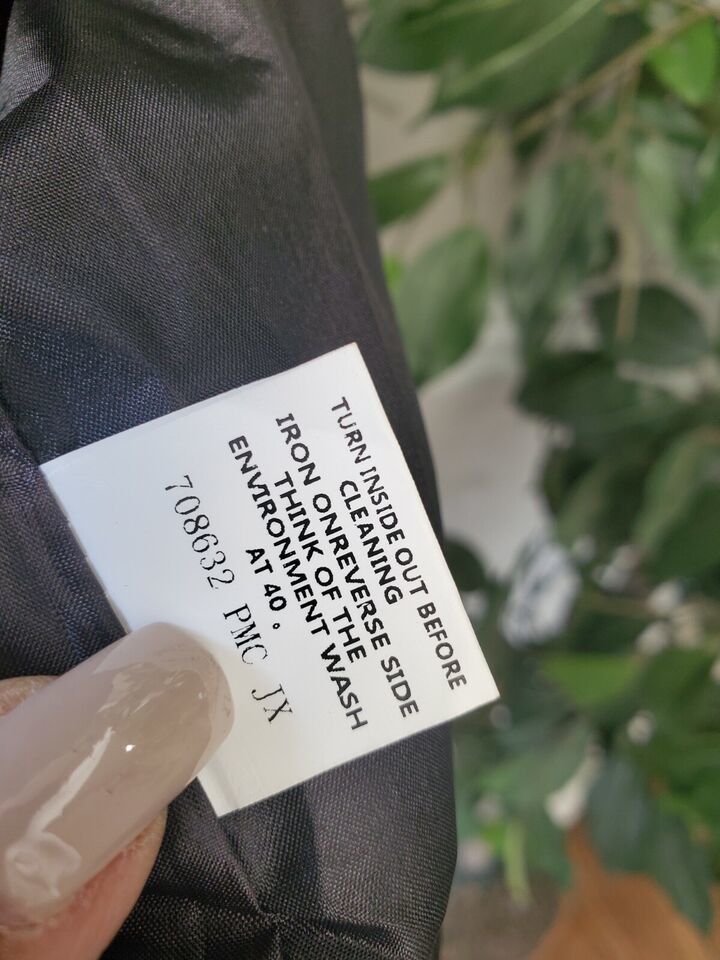 TURN INSIDE OUT BEFORE
CLEANING
IRON ONREVERSE SIDE
THINK OF THE
ENVIRONMENT WASH
AT 40 °
708632 PMC JX